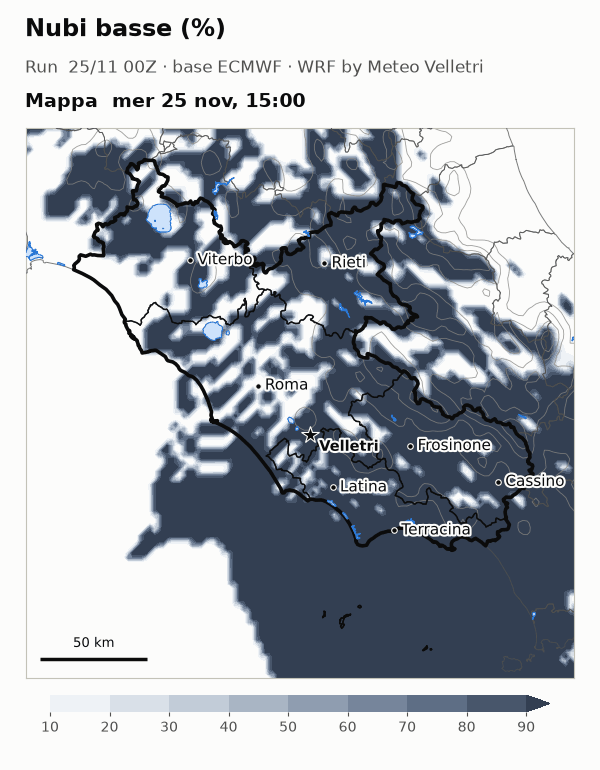 Nubi basse (%)
Run 25/11 00Z · base ECMWF · WRF by Meteo Velletri
Mappa mer 25 nov, 15:00
Viterbo
Rieti
Roma
Velletri
Frosinone
Cassino
Latina
Terracina
50 km
10 20 30 40 50 60 70 80 90